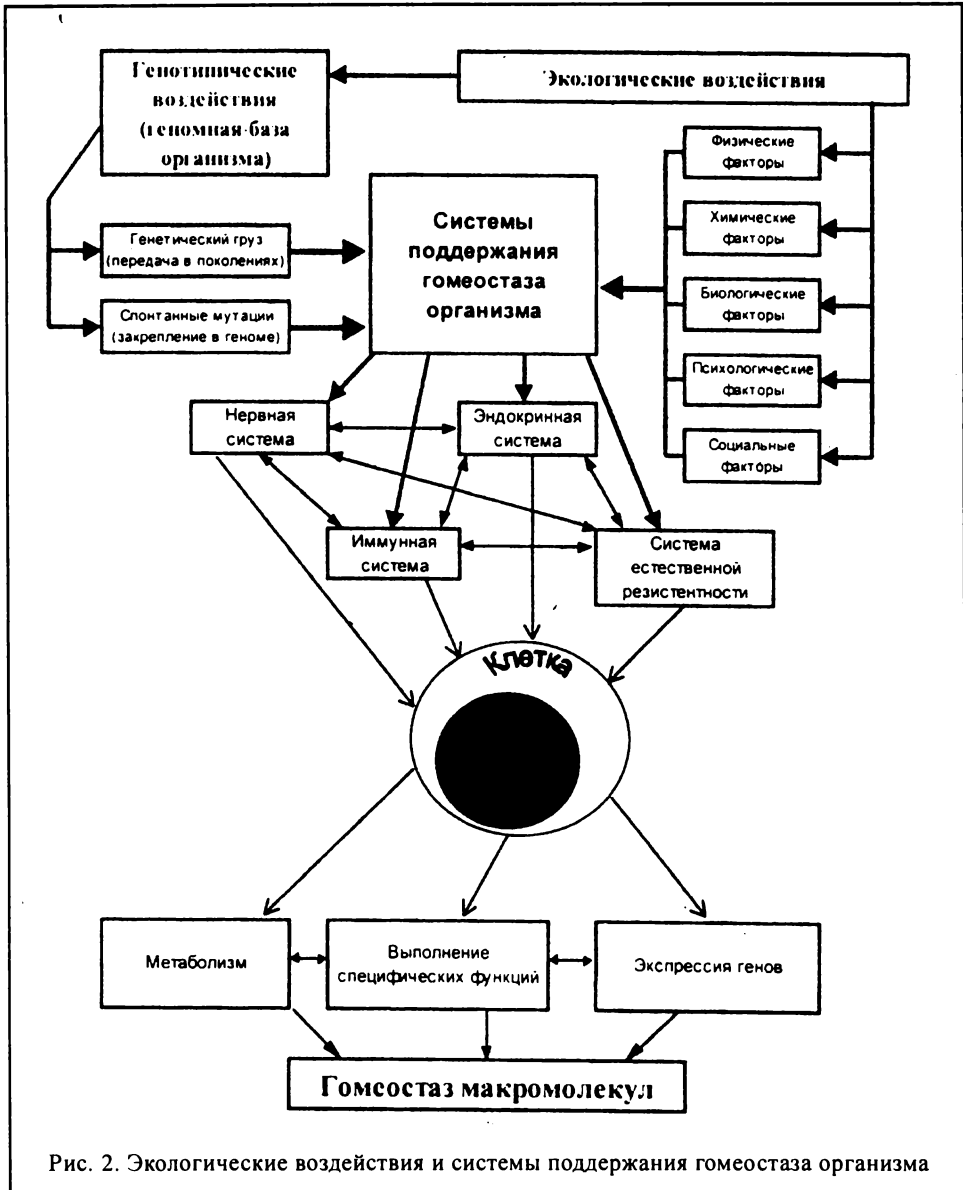 Генотипические
воздействия
(геномная база
организма)
Экологические воздействия
Физические
факторы
Химические
факторы
Биологические
факторы
Психологические
факторы
Социальные
факторы
Системы
поддержания
гомеостаза
организма
Генетический груз
(передача в поколениях)
Спонтанные мутации
(закрепление в геноме)
Нервная
система
Эндокринная
система
Иммунная
система
Система
естественной
резистентности
Клетка
Метаболизм
Выполнение
специфических функций
Экспрессия генов
Гомеостаз макромолекул
Рис. 2. Экологические воздействия и системы поддержания гомеостаза организма